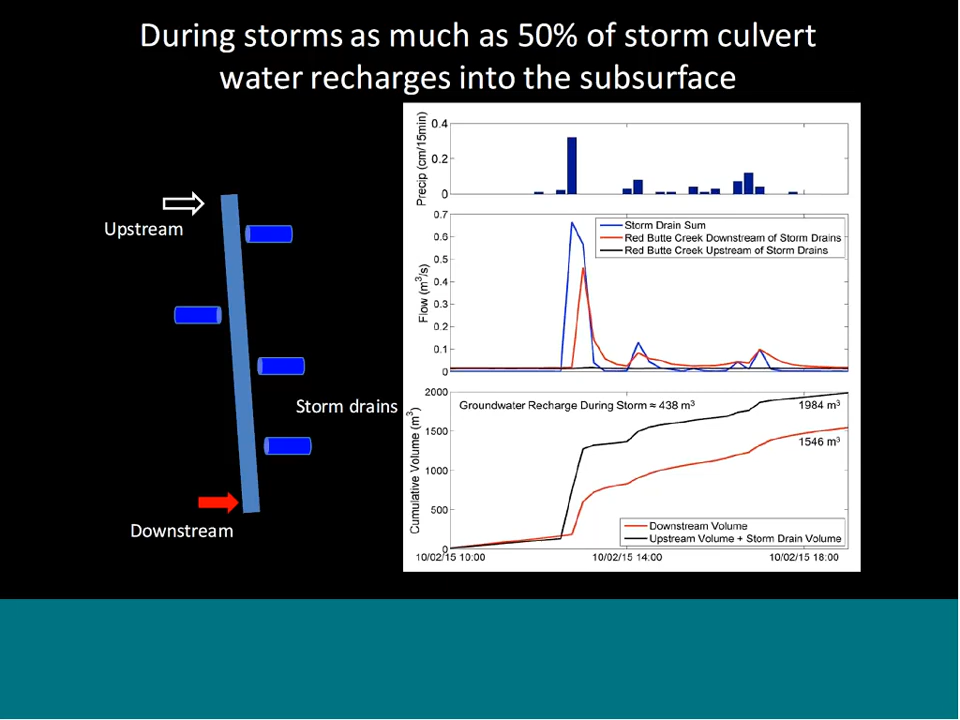 During storms as much as 50% of storm culvert
water recharges into the subsurface
Upstream
Storm drains
Downstream
Precip (cm/15min)
0.4
0.2
0
Flow (m³/s)
0.7
0.6
0.5
0.4
0.3
0.2
0.1
0
Storm Drain Sum
Red Butte Creek Downstream of Storm Drains
Red Butte Creek Upstream of Storm Drains
Cumulative Volume (m³)
2000
1500
1000
500
0
Groundwater Recharge During Storm ≈ 438 m³
1984 m³
1546 m³
Downstream Volume
Upstream Volume + Storm Drain Volume
10/02/15 10:00
10/02/15 14:00
10/02/15 18:00